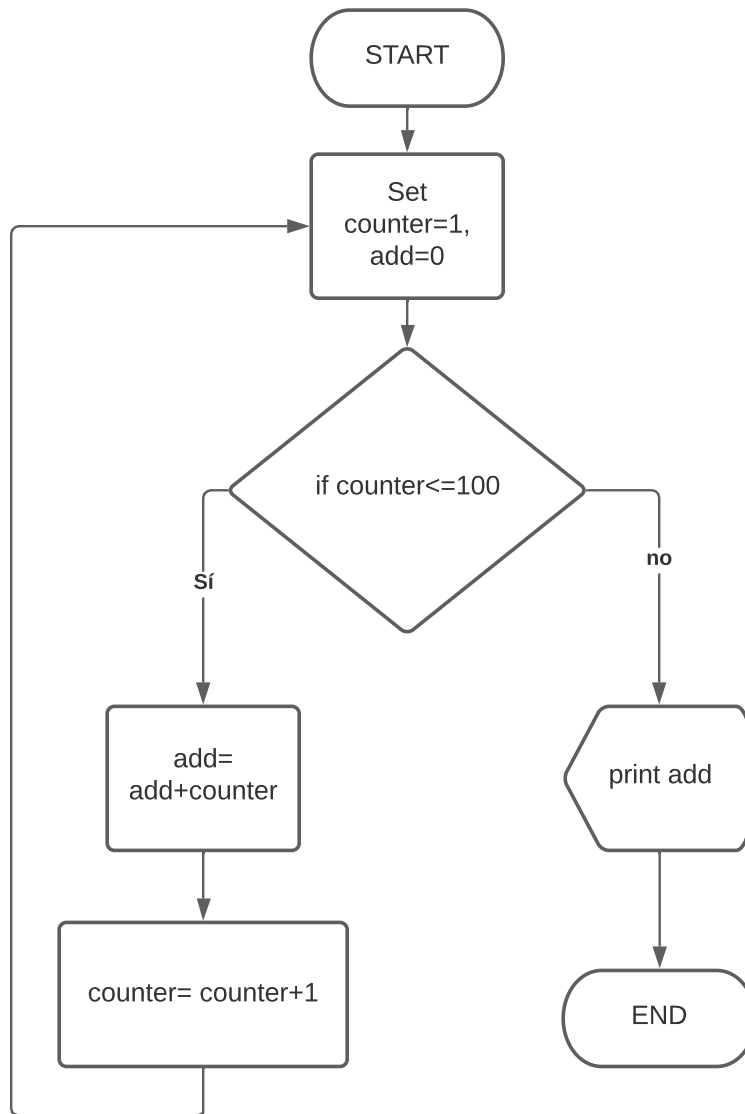 START
Set
counter=1,
add=0
if counter<=100
Sí
no
add=
add+counter
print add
counter= counter+1
END